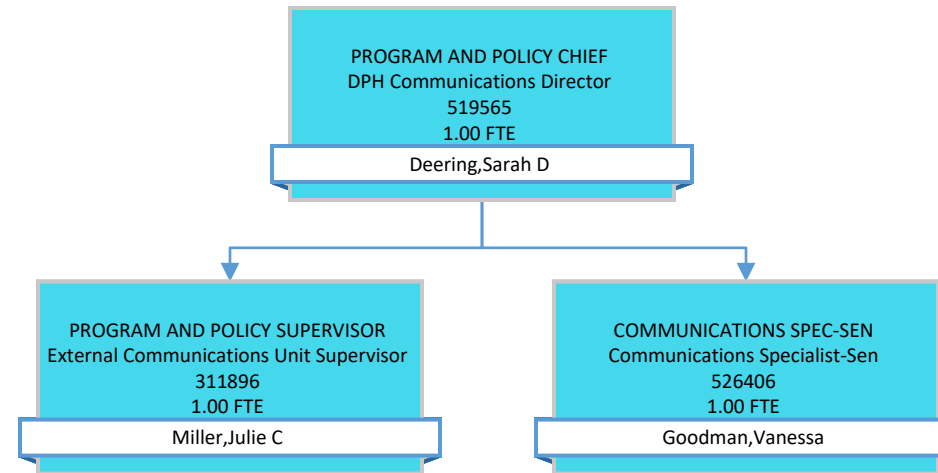 PROGRAM AND POLICY CHIEF
DPH Communications Director
519565
1.00 FTE
Deering,Sarah D
PROGRAM AND POLICY SUPERVISOR
External Communications Unit Supervisor
311896
1.00 FTE
Miller,Julie C
COMMUNICATIONS SPEC-SEN
Communications Specialist-Sen
526406
1.00 FTE
Goodman,Vanessa